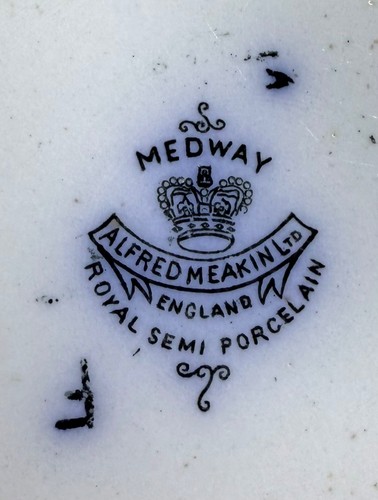 MEDWAY
ALFRED MEAKIN LTD
ENGLAND
ROYAL SEMI PORCELAIN